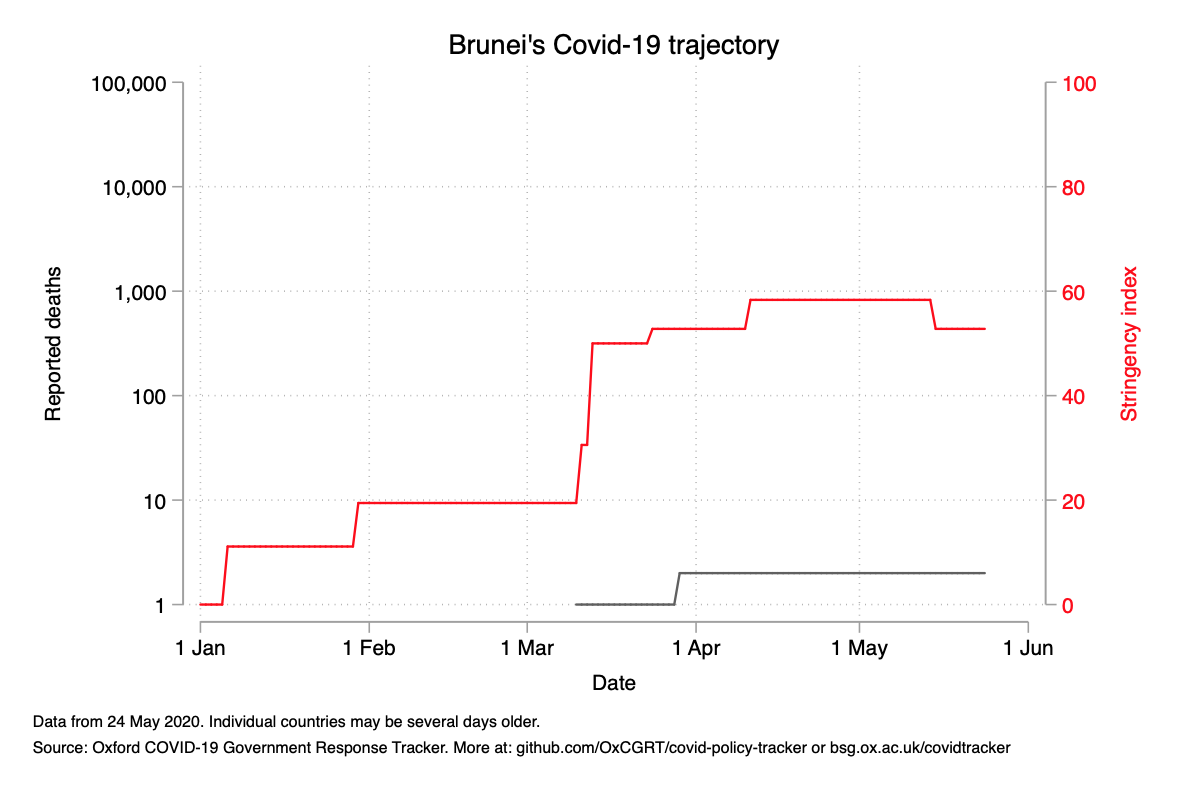 Brunei's Covid-19 trajectory
100,000
10,000
1,000
100
10
1
Reported deaths
100
80
60
40
20
0
Stringency index
1 Jan
1 Feb
1 Mar
1 Apr
1 May
1 Jun
Date
Data from 24 May 2020. Individual countries may be several days older.
Source: Oxford COVID-19 Government Response Tracker. More at: github.com/OxCGRT/covid-policy-tracker or bsg.ox.ac.uk/covidtracker